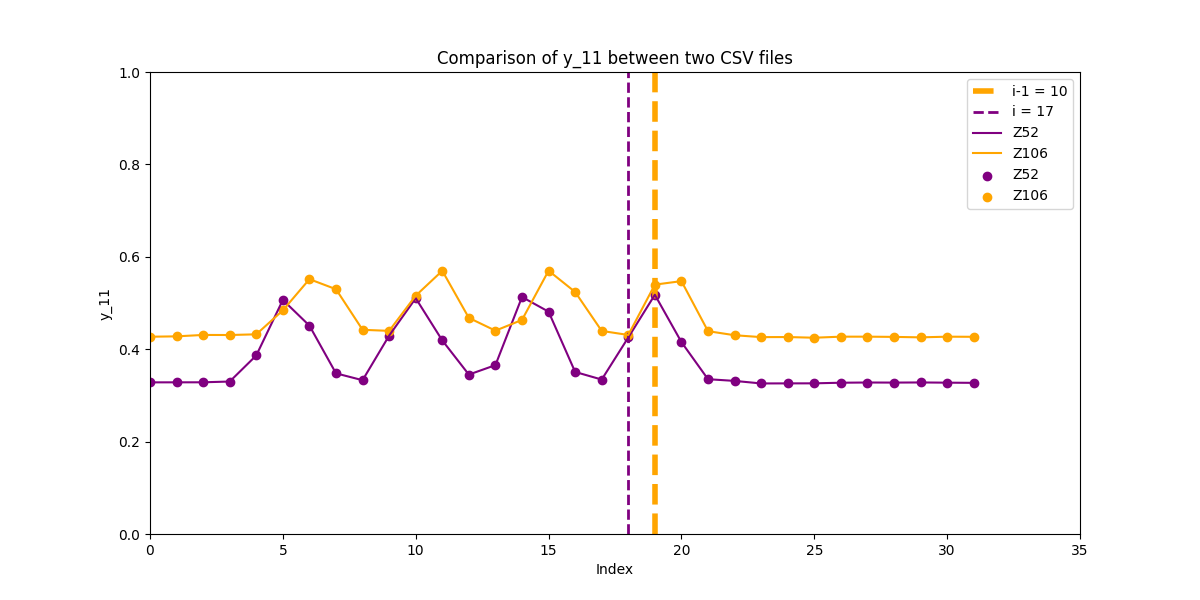 Comparison of y_11 between two CSV files
1.0
0.8
0.6
0.4
0.2
0.0
y_11
0 5 10 15 20 25 30 35
Index
i-1 = 10
i = 17
Z52
Z106
Z52
Z106